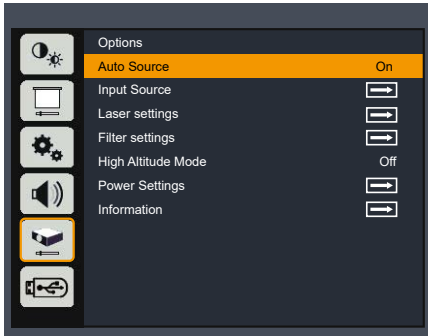 Options
Auto Source On
Input Source
Laser settings
Filter settings
High Altitude Mode Off
Power Settings
Information